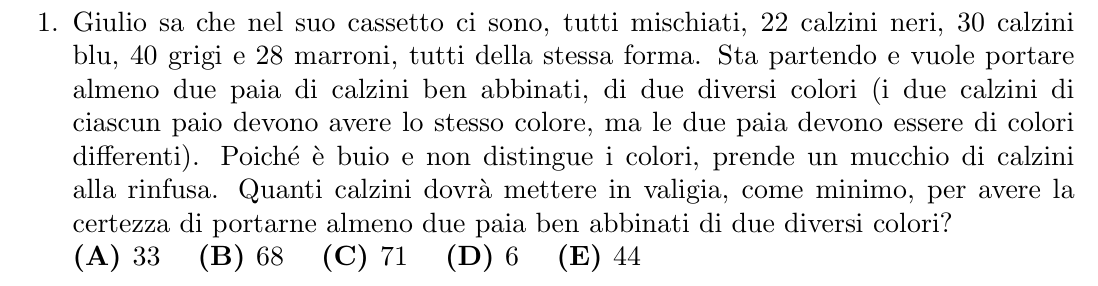 1. Giulio sa che nel suo cassetto ci sono, tutti mischiati, 22 calzini neri, 30 calzini
blu, 40 grigi e 28 marroni, tutti della stessa forma. Sta partendo e vuole portare
almeno due paia di calzini ben abbinati, di due diversi colori (i due calzini di
ciascun paio devono avere lo stesso colore, ma le due paia devono essere di colori
differenti). Poiché è buio e non distingue i colori, prende un mucchio di calzini
alla rinfusa. Quanti calzini dovrà mettere in valigia, come minimo, per avere la
certezza di portarne almeno due paia ben abbinati di due diversi colori?
(A) 33 (B) 68 (C) 71 (D) 6 (E) 44